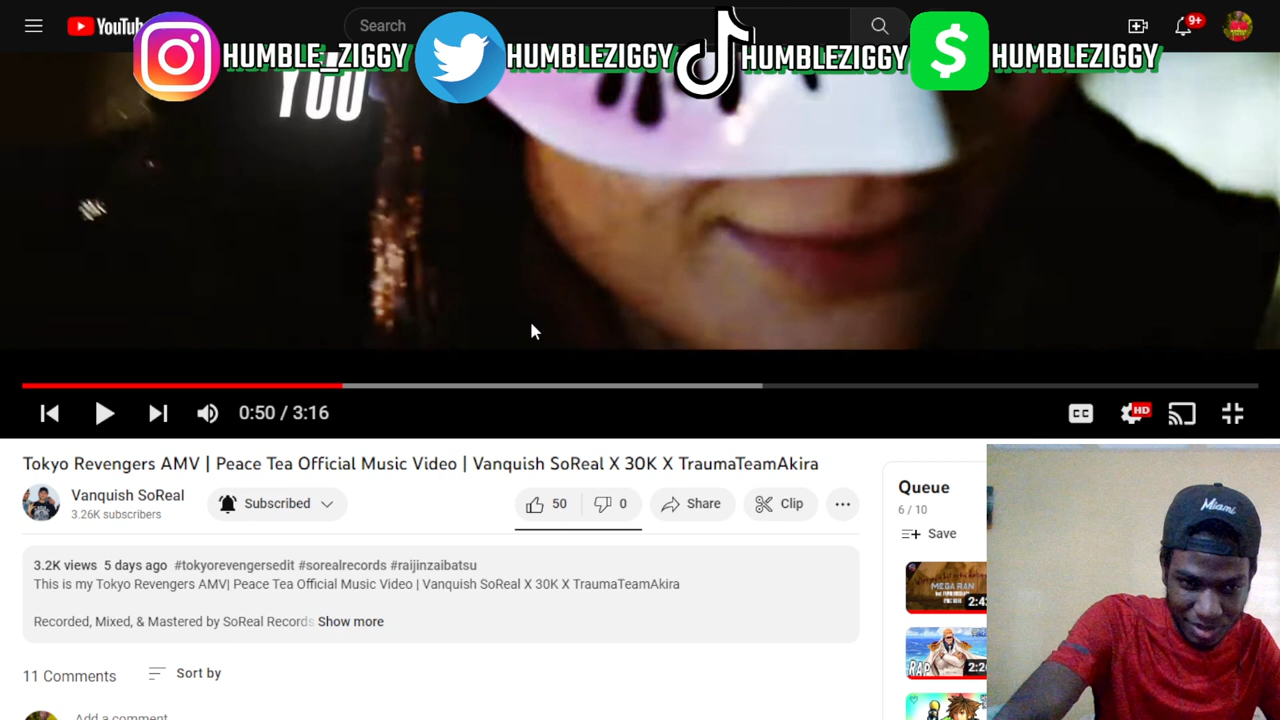 YouTube
Search
9+
HUMBLE_ZIGGY
HUMBLEZIGGY
HUMBLEZIGGY
$
HUMBLEZIGGY
YOU
0:50 / 3:16
CC
HD
Tokyo Revengers AMV | Peace Tea Official Music Video | Vanquish SoReal X 30K X TraumaTeamAkira
Vanquish SoReal
3.26K subscribers
Subscribed
50
0
Share
Clip
...
Queue
6 / 10
Save
3.2K views 5 days ago #tokyorevengersedit #sorealrecords #raijinzaibatsu
This is my Tokyo Revengers AMV| Peace Tea Official Music Video | Vanquish SoReal X 30K X TraumaTeamAkira
Recorded, Mixed, & Mastered by SoReal Records Show more
MEGA RAN
2:4
RAP
2:2
Miami
11 Comments
Sort by
Add a comment